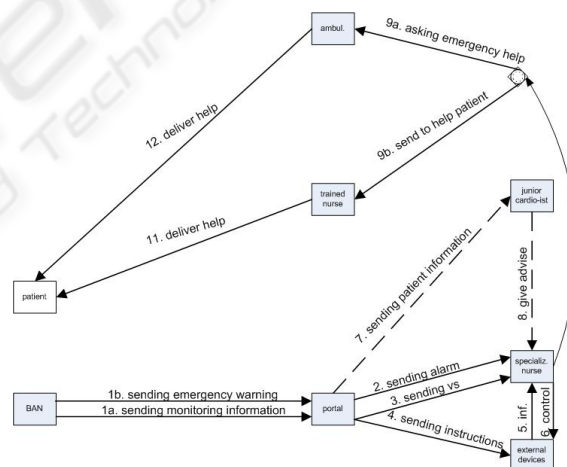 ambul.
9a. asking emergency help
12. deliver help
9b. send to help patient
trained
nurse
junior
cardio-ist
11. deliver help
patient
7. sending patient information
8. give advise
specializ.
nurse
2. sending alarm
3. sending vs
1b. sending emergency warning
BAN
1a. sending monitoring information
portal
4. sending instructions
5. inf.
6. control
external
devices